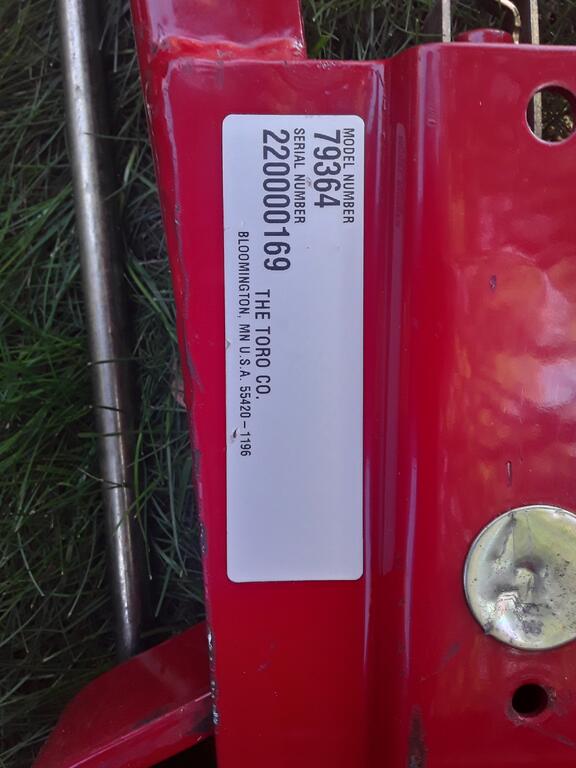 MODEL NUMBER
79364
SERIAL NUMBER
220000169
THE TORO CO.
BLOOMINGTON, MN U.S.A. 55420-1196